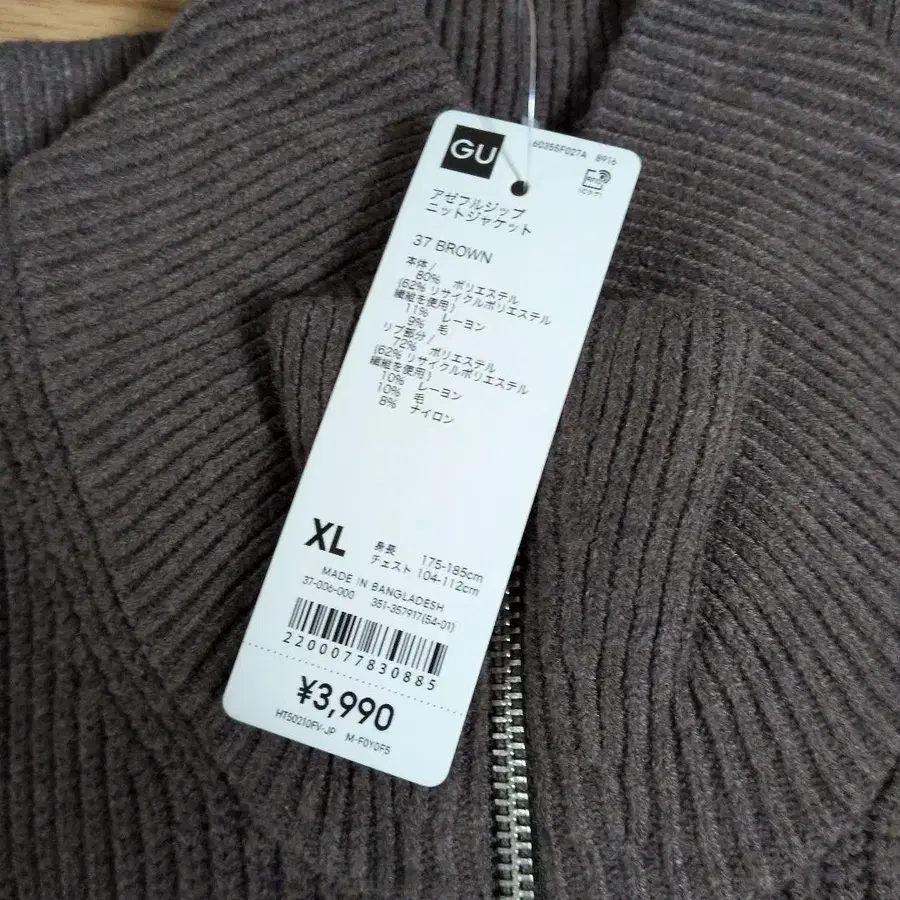 GU
60355F027A 8916
RFID
アゼフルジップ
ニットジャケット
37 BROWN
本体/
80% ポリエステル
(62% リサイクルポリエステル
繊維を使用)
11% レーヨン
9% 毛
リブ部分/
72% ポリエステル
(62% リサイクルポリエステル
繊維を使用)
10% レーヨン
10% 毛
8% ナイロン
XL
身長 175-185cm
チェスト 104-112cm
MADE IN BANGLADESH
37-006-000 351-357917(54-01)
2200077830885
¥3,990
HT50210FV-JP M-F0Y0F5